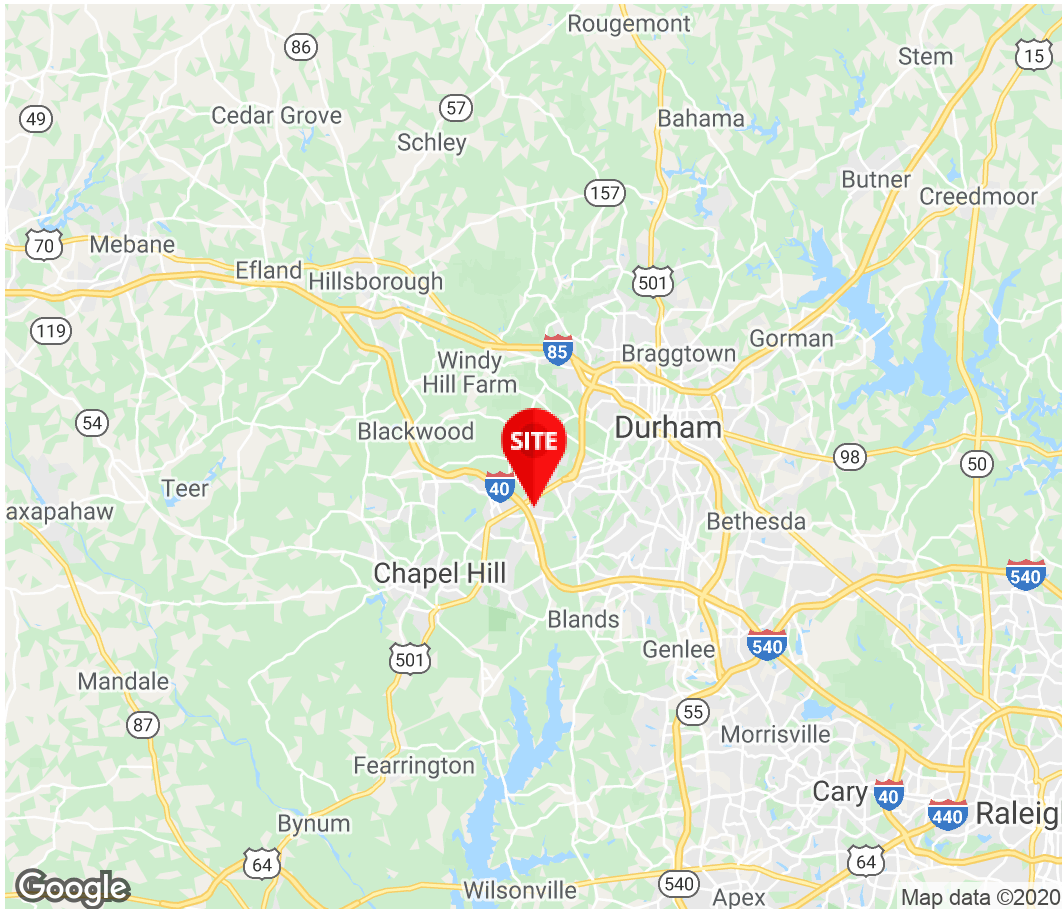 Rougemont
86
Stem
15
49
57
Cedar Grove
Bahama
Schley
Butner
157
Creedmoor
70
Mebane
Efland
Hillsborough
501
119
Gorman
85
Braggtown
Windy
Hill Farm
54
Durham
Blackwood
SITE
98
50
Teer
40
axapahaw
Bethesda
Chapel Hill
540
Blands
540
Genlee
501
Mandale
55
87
Morrisville
Fearrington
Cary
40
440
Raleig
Bynum
64
64
Google
Wilsonville
540
Apex
Map data ©2020